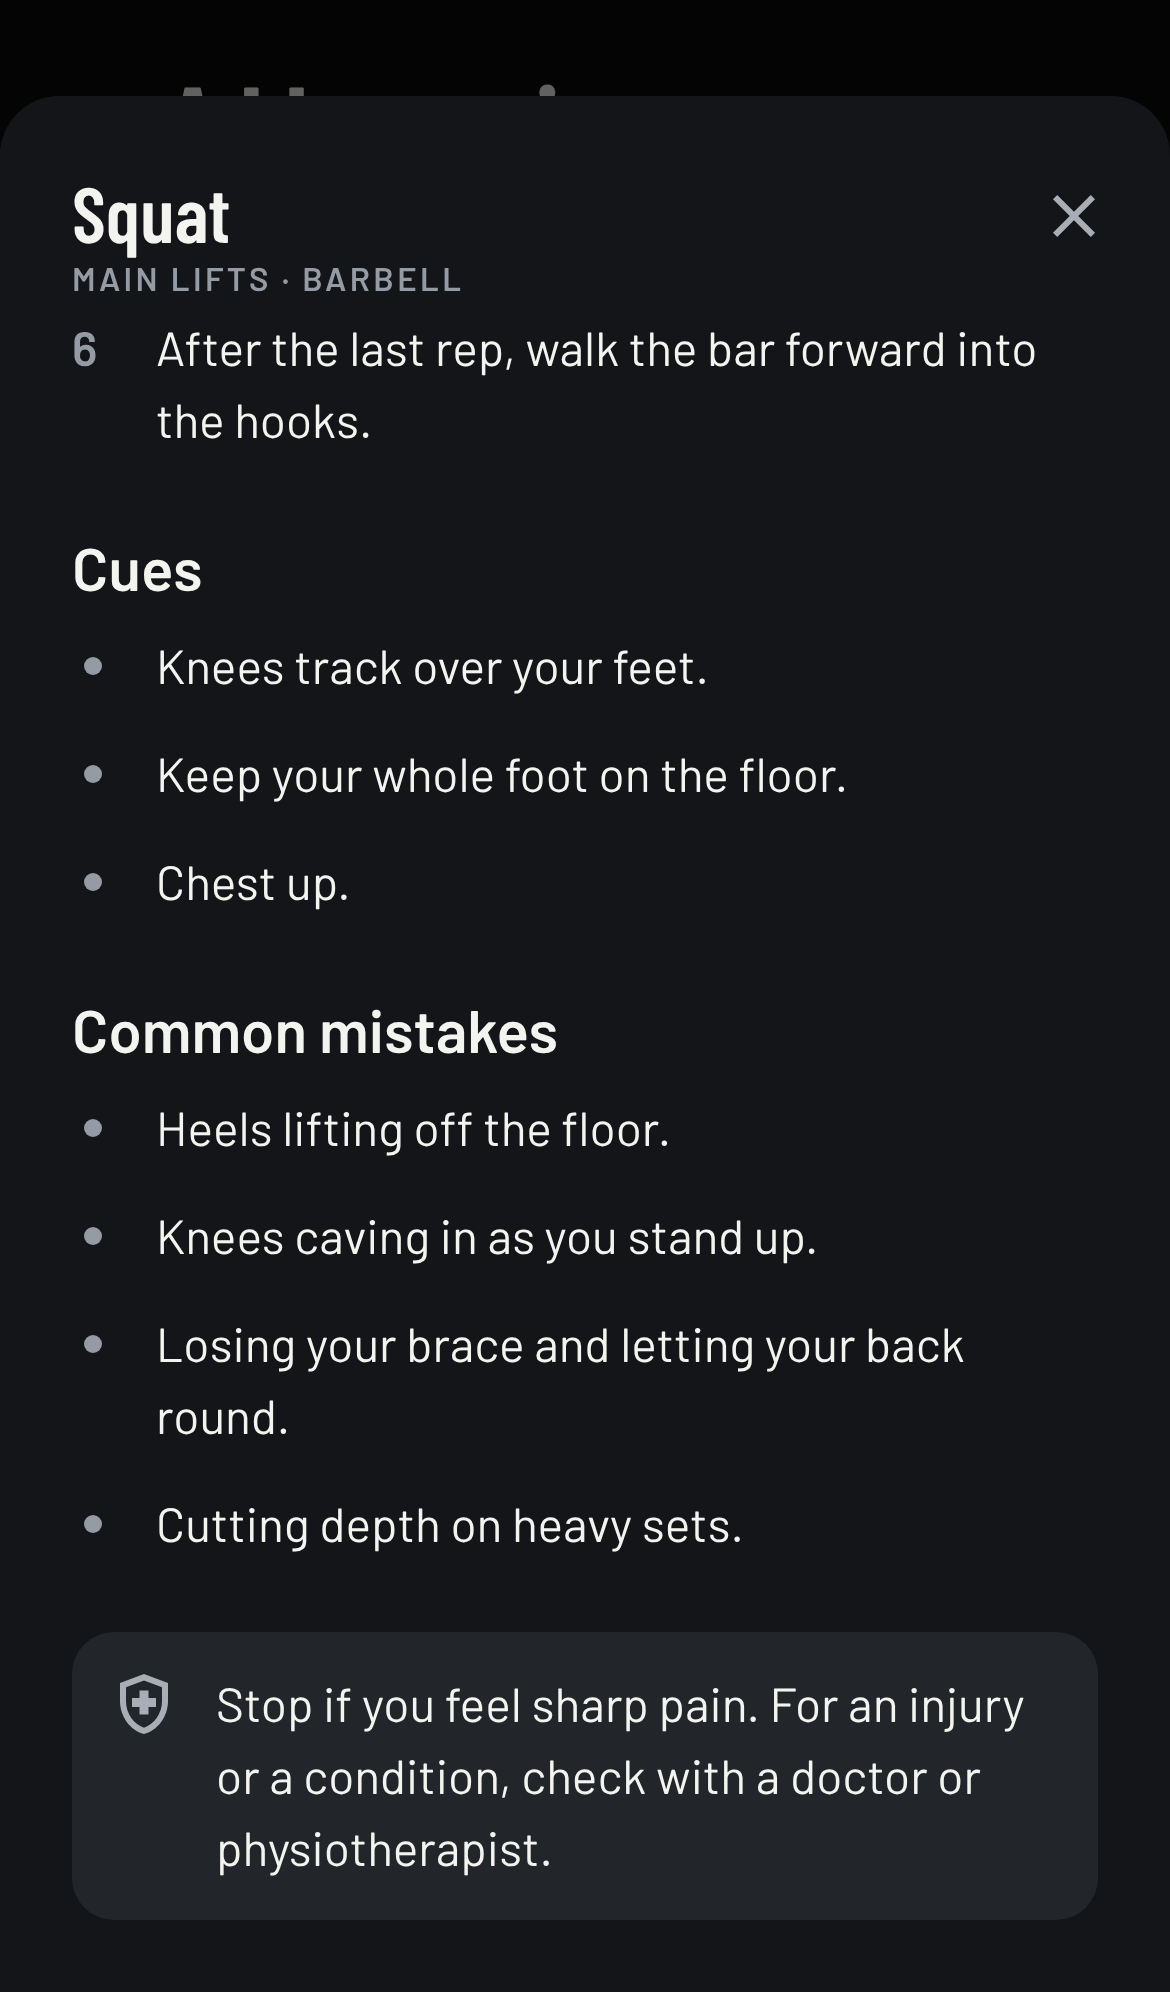 Squat
MAIN LIFTS · BARBELL
6 After the last rep, walk the bar forward into
the hooks.
Cues
• Knees track over your feet.
• Keep your whole foot on the floor.
• Chest up.
Common mistakes
• Heels lifting off the floor.
• Knees caving in as you stand up.
• Losing your brace and letting your back
round.
• Cutting depth on heavy sets.
Stop if you feel sharp pain. For an injury
or a condition, check with a doctor or
physiotherapist.